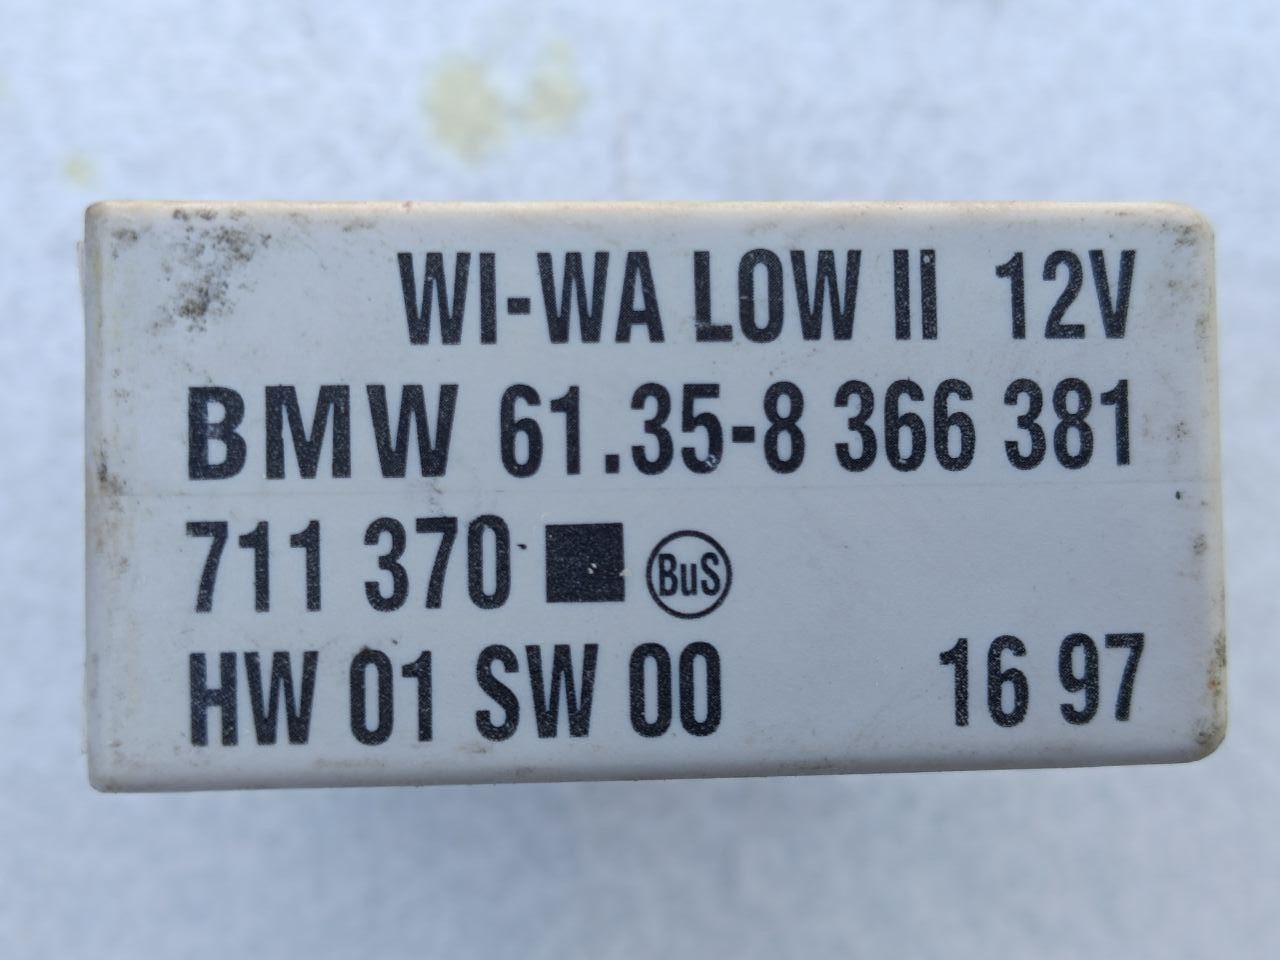 WI-WA LOW II 12V
BMW 61.35-8 366 381
711 370 BuS
HW 01 SW 00 16 97